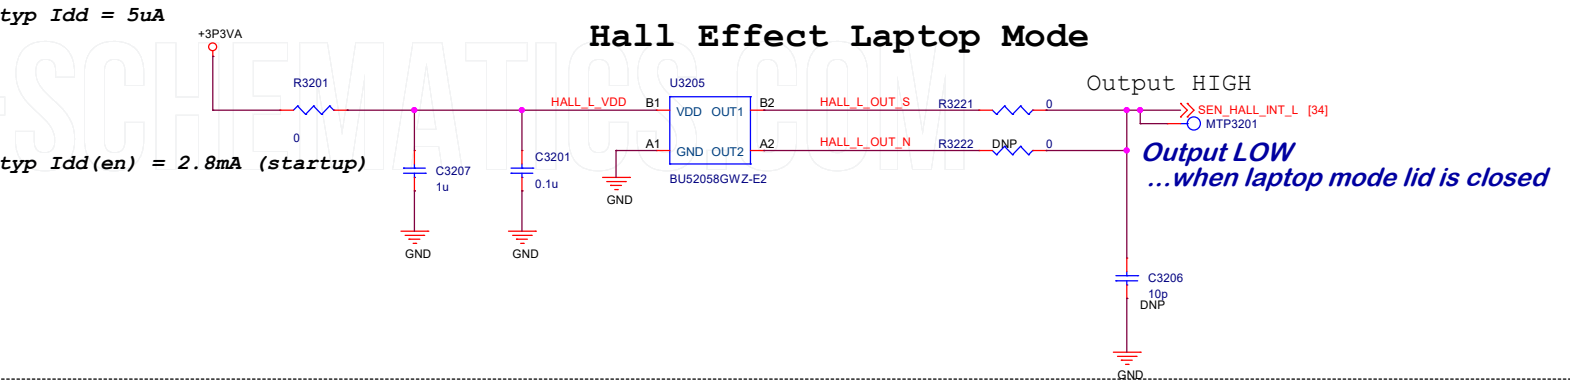 typ Idd = 5uA
Hall Effect Laptop Mode
+3P3VA
R3201
0
typ Idd(en) = 2.8mA (startup)
C3207
1u
GND
C3201
0.1u
GND
HALL_L_VDD
U3205
B1 VDD OUT1 B2
A1 GND OUT2 A2
BU52058GWZ-E2
GND
HALL_L_OUT_S R3221 0
HALL_L_OUT_N R3222 DNP 0
Output HIGH
SEN_HALL_INT_L [34]
MTP3201
Output LOW
...when laptop mode lid is closed
C3206
10p
DNP
GND
-SCHEMATICS.COM